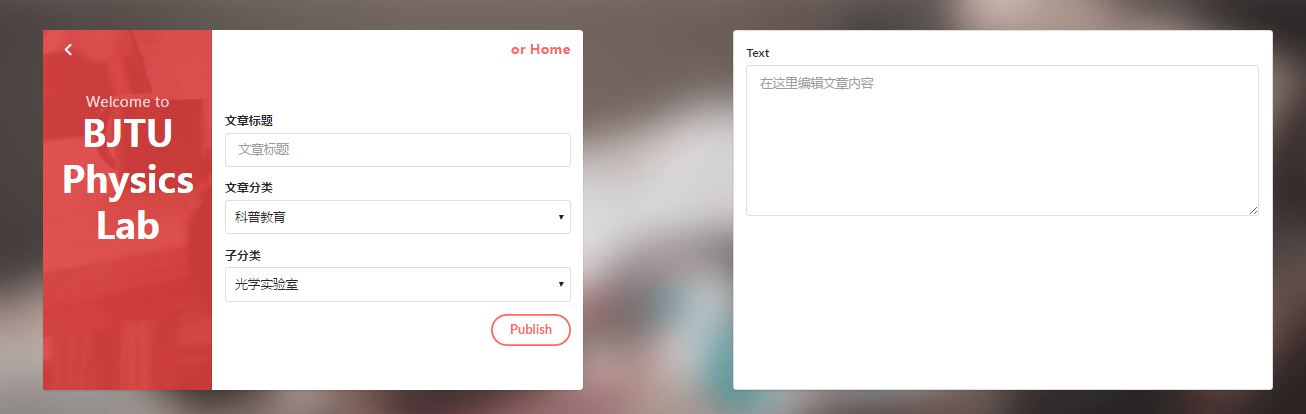 or Home
Welcome to
BJTU
Physics
Lab
文章标题
文章标题
文章分类
科普教育
子分类
光学实验室
Publish
Text
在这里编辑文章内容